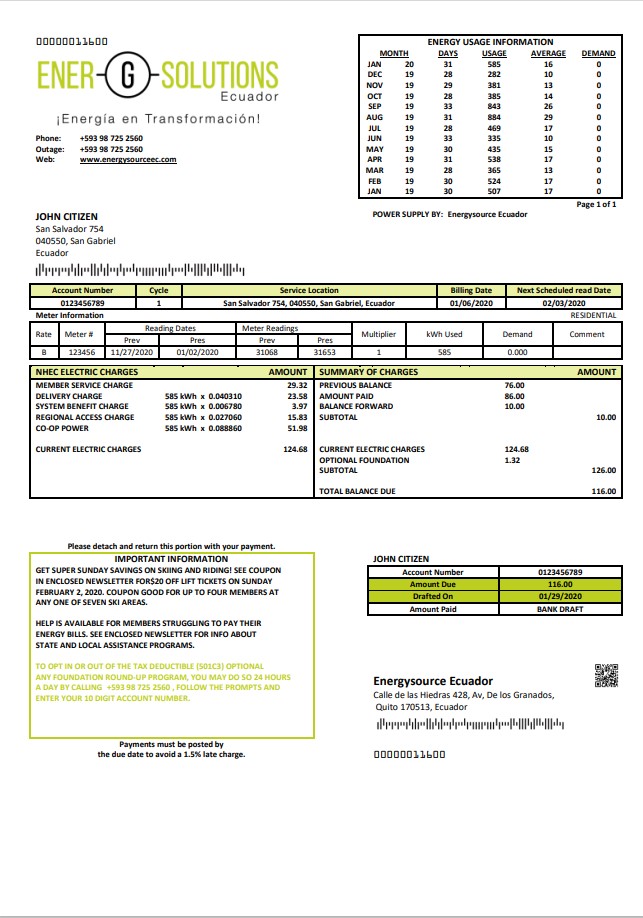 00000011600
ENER G SOLUTIONS
Ecuador
¡Energía en Transformación!
Phone: +593 98 725 2560
Outage: +593 98 725 2560
Web: www.energysourceec.com
ENERGY USAGE INFORMATION
MONTH DAYS USAGE AVERAGE DEMAND
JAN 20 31 585 16 0
DEC 19 28 282 10 0
NOV 19 29 381 13 0
OCT 19 28 385 14 0
SEP 19 33 843 26 0
AUG 19 31 884 29 0
JUL 19 28 469 17 0
JUN 19 33 335 10 0
MAY 19 30 435 15 0
APR 19 31 538 17 0
MAR 19 28 365 13 0
FEB 19 30 524 17 0
JAN 19 30 507 17 0
Page 1 of 1
POWER SUPPLY BY: Energysource Ecuador
JOHN CITIZEN
San Salvador 754
040550, San Gabriel
Ecuador
Account Number Cycle Service Location Billing Date Next Scheduled read Date
0123456789 1 San Salvador 754, 040550, San Gabriel, Ecuador 01/06/2020 02/03/2020
Meter Information RESIDENTIAL
Rate Meter # Reading Dates Meter Readings Multiplier kWh Used Demand Comment
Prev Pres Prev Pres
B 123456 11/27/2020 01/02/2020 31068 31653 1 585 0.000
NHEC ELECTRIC CHARGES AMOUNT
MEMBER SERVICE CHARGE 29.32
DELIVERY CHARGE 585 kWh x 0.040310 23.58
SYSTEM BENEFIT CHARGE 585 kWh x 0.006780 3.97
REGIONAL ACCESS CHARGE 585 kWh x 0.027060 15.83
CO-OP POWER 585 kWh x 0.088860 51.98
CURRENT ELECTRIC CHARGES 124.68
SUMMARY OF CHARGES AMOUNT
PREVIOUS BALANCE 76.00
AMOUNT PAID 86.00
BALANCE FORWARD 10.00
SUBTOTAL 10.00
CURRENT ELECTRIC CHARGES 124.68
OPTIONAL FOUNDATION 1.32
SUBTOTAL 126.00
TOTAL BALANCE DUE 116.00
Please detach and return this portion with your payment.
IMPORTANT INFORMATION
GET SUPER SUNDAY SAVINGS ON SKIING AND RIDING! SEE COUPON
IN ENCLOSED NEWSLETTER FOR$20 OFF LIFT TICKETS ON SUNDAY
FEBRUARY 2, 2020. COUPON GOOD FOR UP TO FOUR MEMBERS AT
ANY ONE OF SEVEN SKI AREAS.
HELP IS AVAILABLE FOR MEMBERS STRUGGLING TO PAY THEIR
ENERGY BILLS. SEE ENCLOSED NEWSLETTER FOR INFO ABOUT
STATE AND LOCAL ASSISTANCE PROGRAMS.
TO OPT IN OR OUT OF THE TAX DEDUCTIBLE (501C3) OPTIONAL
ANY FOUNDATION ROUND-UP PROGRAM, YOU MAY DO SO 24 HOURS
A DAY BY CALLING +593 98 725 2560 , FOLLOW THE PROMPTS AND
ENTER YOUR 10 DIGIT ACCOUNT NUMBER.
Payments must be posted by
the due date to avoid a 1.5% late charge.
JOHN CITIZEN
Account Number 0123456789
Amount Due 116.00
Drafted On 01/29/2020
Amount Paid BANK DRAFT
Energysource Ecuador
Calle de las Hiedras 428, Av, De los Granados,
Quito 170513, Ecuador
00000011600